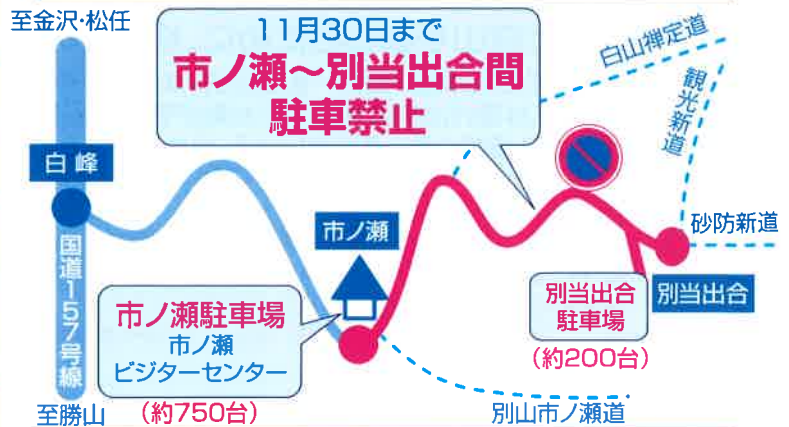 至金沢・松任
11月30日まで
市ノ瀬～別当出合間
駐車禁止
白山禅定道
観光新道
白峰
市ノ瀬
砂防新道
国道157号線
市ノ瀬駐車場
市ノ瀬
ビジターセンター
(約750台)
別当出合
駐車場
(約200台)
別当出合
至勝山
別山市ノ瀬道